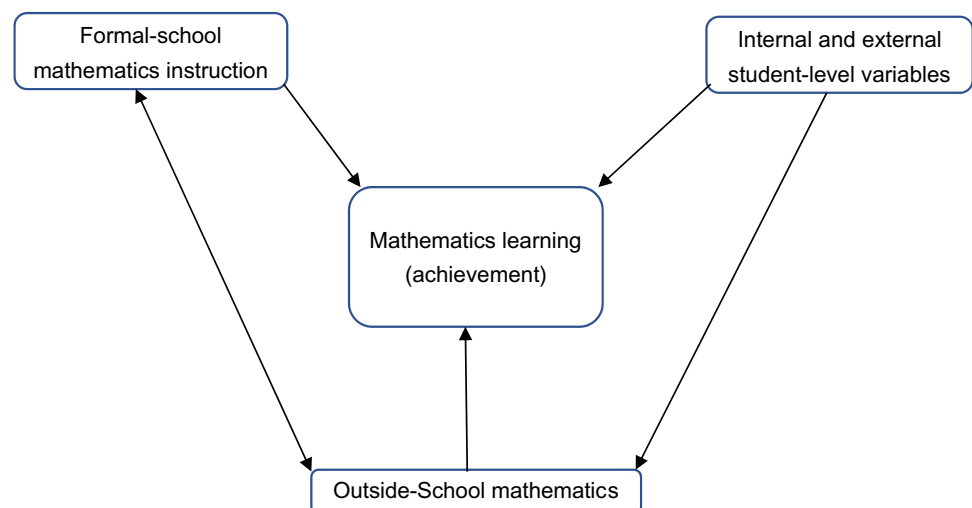 Formal-school
mathematics instruction
Internal and external
student-level variables
Mathematics learning
(achievement)
Outside-School mathematics